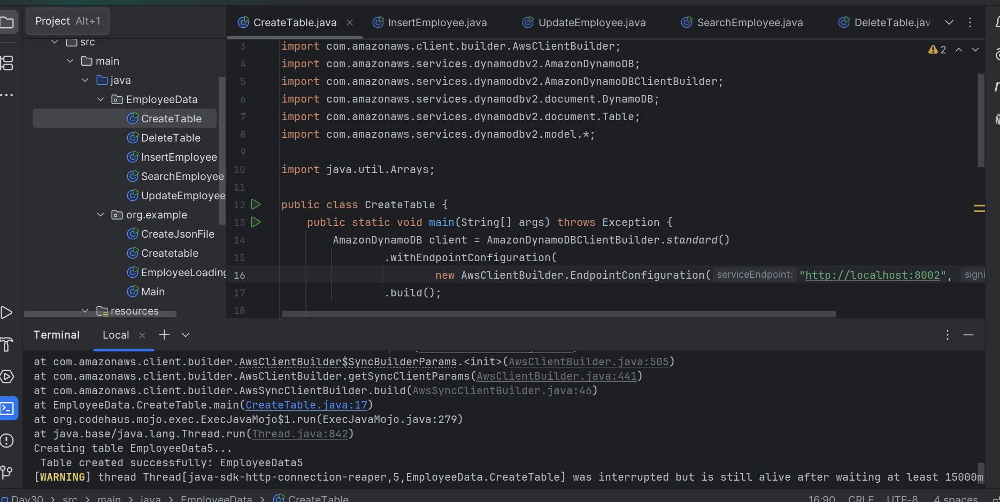 Project Alt+1
CreateTable.java
InsertEmployee.java
UpdateEmployee.java
SearchEmployee.java
DeleteTable.jav
src
main
java
EmployeeData
CreateTable
DeleteTable
InsertEmployee
SearchEmployee
UpdateEmployee
org.example
CreateJsonFile
Createtable
EmployeeLoading
Main
resources
2
3 import com.amazonaws.client.builder.AwsClientBuilder;
4 import com.amazonaws.services.dynamodbv2.AmazonDynamoDB;
5 import com.amazonaws.services.dynamodbv2.AmazonDynamoDBClientBuilder;
6 import com.amazonaws.services.dynamodbv2.document.DynamoDB;
7 import com.amazonaws.services.dynamodbv2.document.Table;
8 import com.amazonaws.services.dynamodbv2.model.*;
9
10 import java.util.Arrays;
11
12 public class CreateTable {
13 public static void main(String[] args) throws Exception {
14 AmazonDynamoDB client = AmazonDynamoDBClientBuilder.standard()
15 .withEndpointConfiguration(
16 new AwsClientBuilder.EndpointConfiguration( serviceEndpoint: "http://localhost:8002", signi
17 .build();
18
Terminal Local
at com.amazonaws.client.builder.AwsClientBuilder$SyncBuilderParams.<init>(AwsClientBuilder.java:505)
at com.amazonaws.client.builder.AwsClientBuilder.getSyncClientParams(AwsClientBuilder.java:441)
at com.amazonaws.client.builder.AwsSyncClientBuilder.build(AwsSyncClientBuilder.java:46)
at EmployeeData.CreateTable.main(CreateTable.java:17)
at org.codehaus.mojo.exec.ExecJavaMojo$1.run(ExecJavaMojo.java:279)
at java.base/java.lang.Thread.run(Thread.java:842)
Creating table EmployeeData5...
Table created successfully: EmployeeData5
[WARNING] thread Thread[java-sdk-http-connection-reaper,5,EmployeeData.CreateTable] was interrupted but is still alive after waiting at least 15000m
Day30 > src > main > java > EmployeeData > CreateTable
16:90 CRLF UTF-8 4 spaces